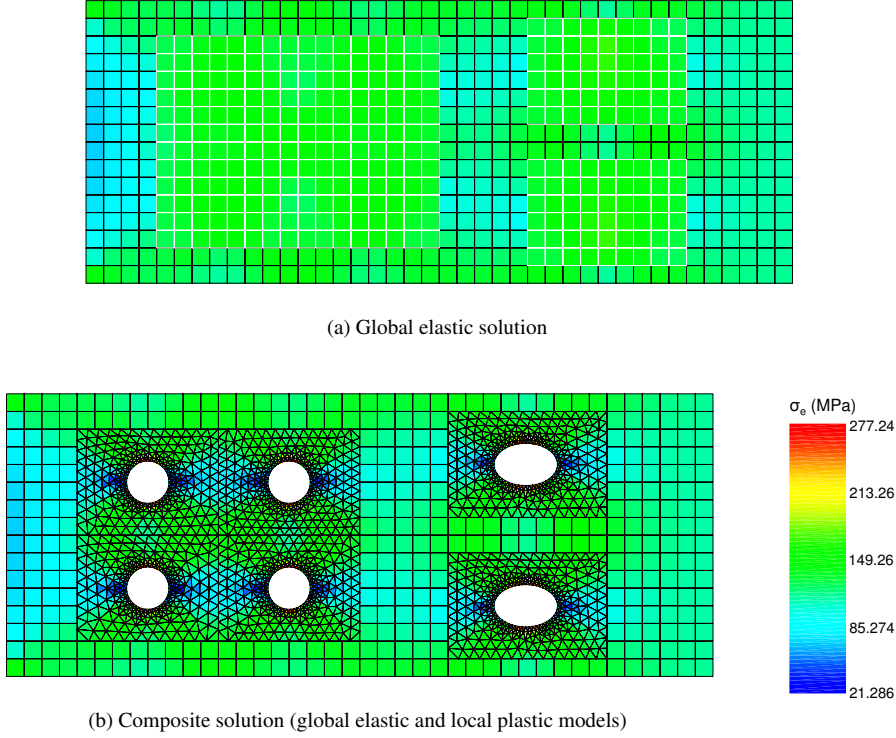 (a) Global elastic solution
σe (MPa)
277.24
213.26
149.26
85.274
21.286
(b) Composite solution (global elastic and local plastic models)